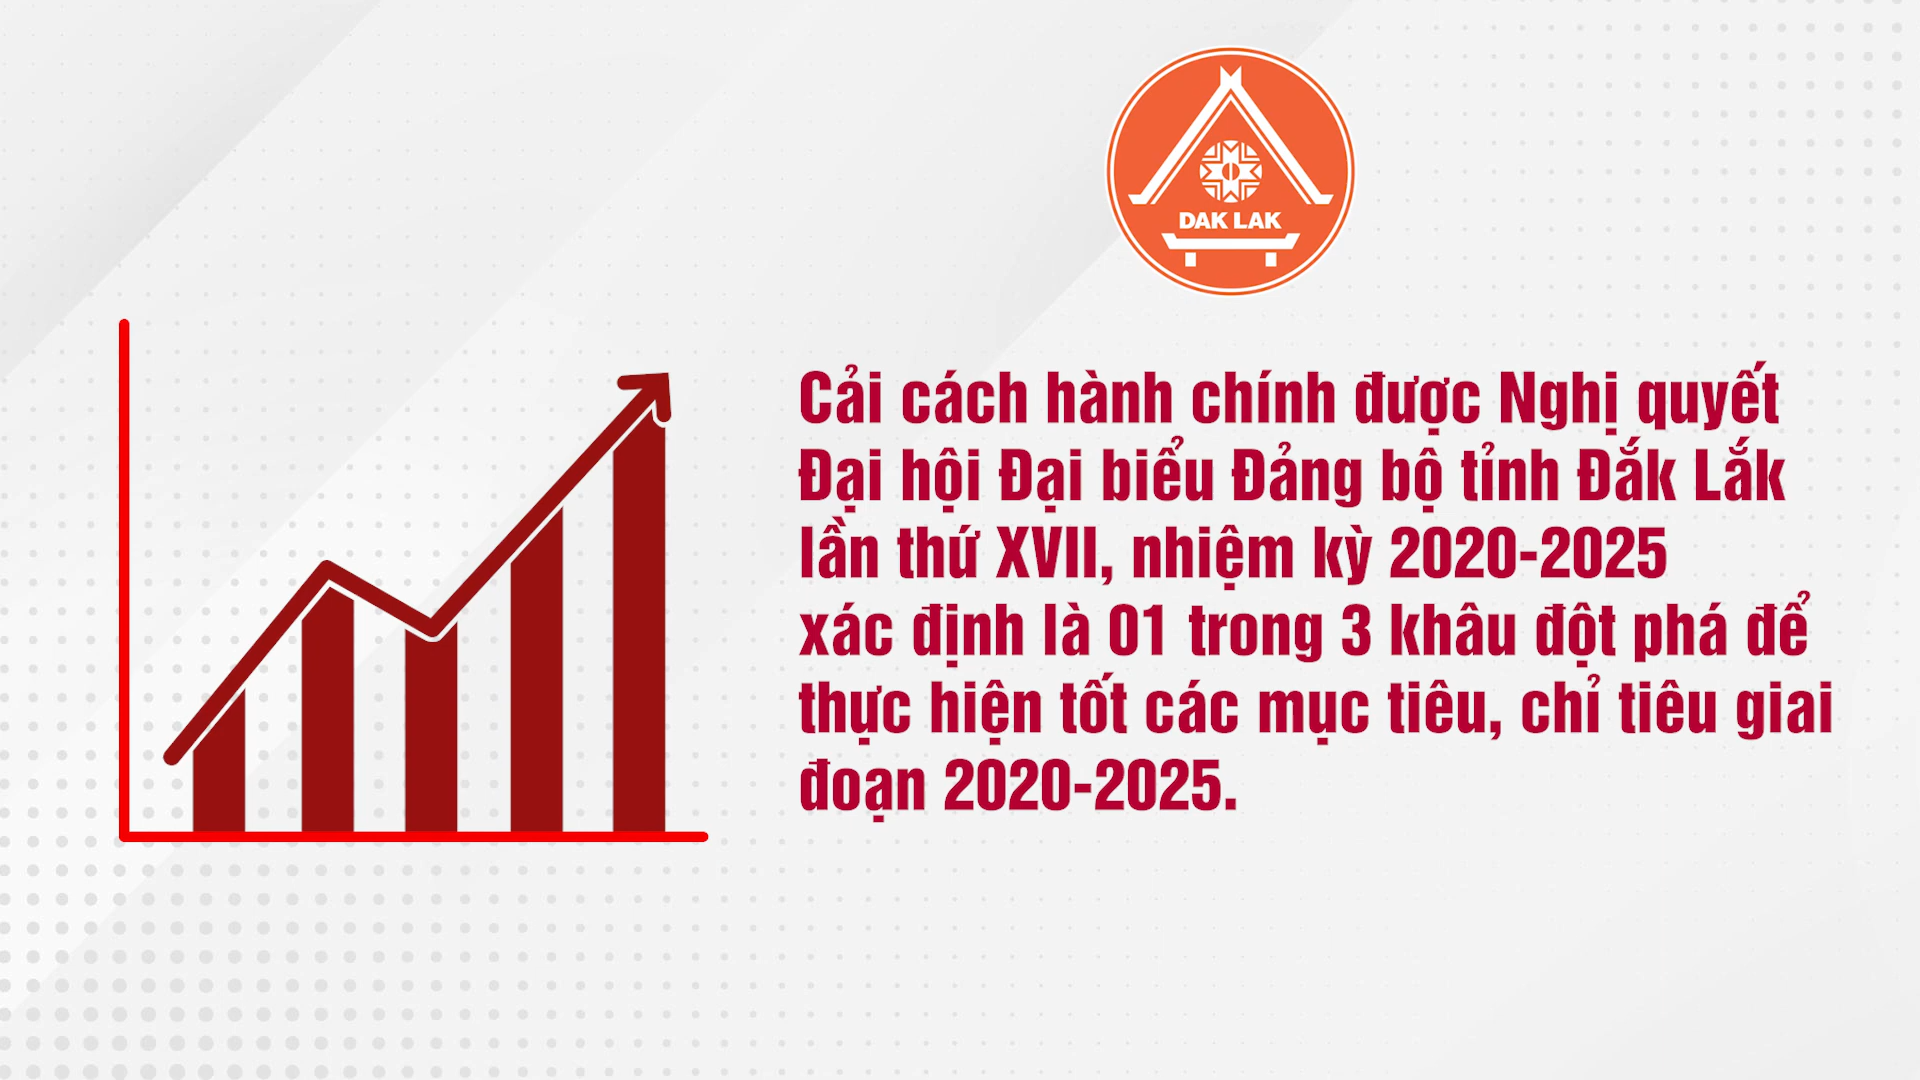 DAK LAK
Cải cách hành chính được Nghị quyết
Đại hội Đại biểu Đảng bộ tỉnh Đắk Lắk
lần thứ XVII, nhiệm kỳ 2020-2025
xác định là 01 trong 3 khâu đột phá để
thực hiện tốt các mục tiêu, chỉ tiêu giai
đoạn 2020-2025.